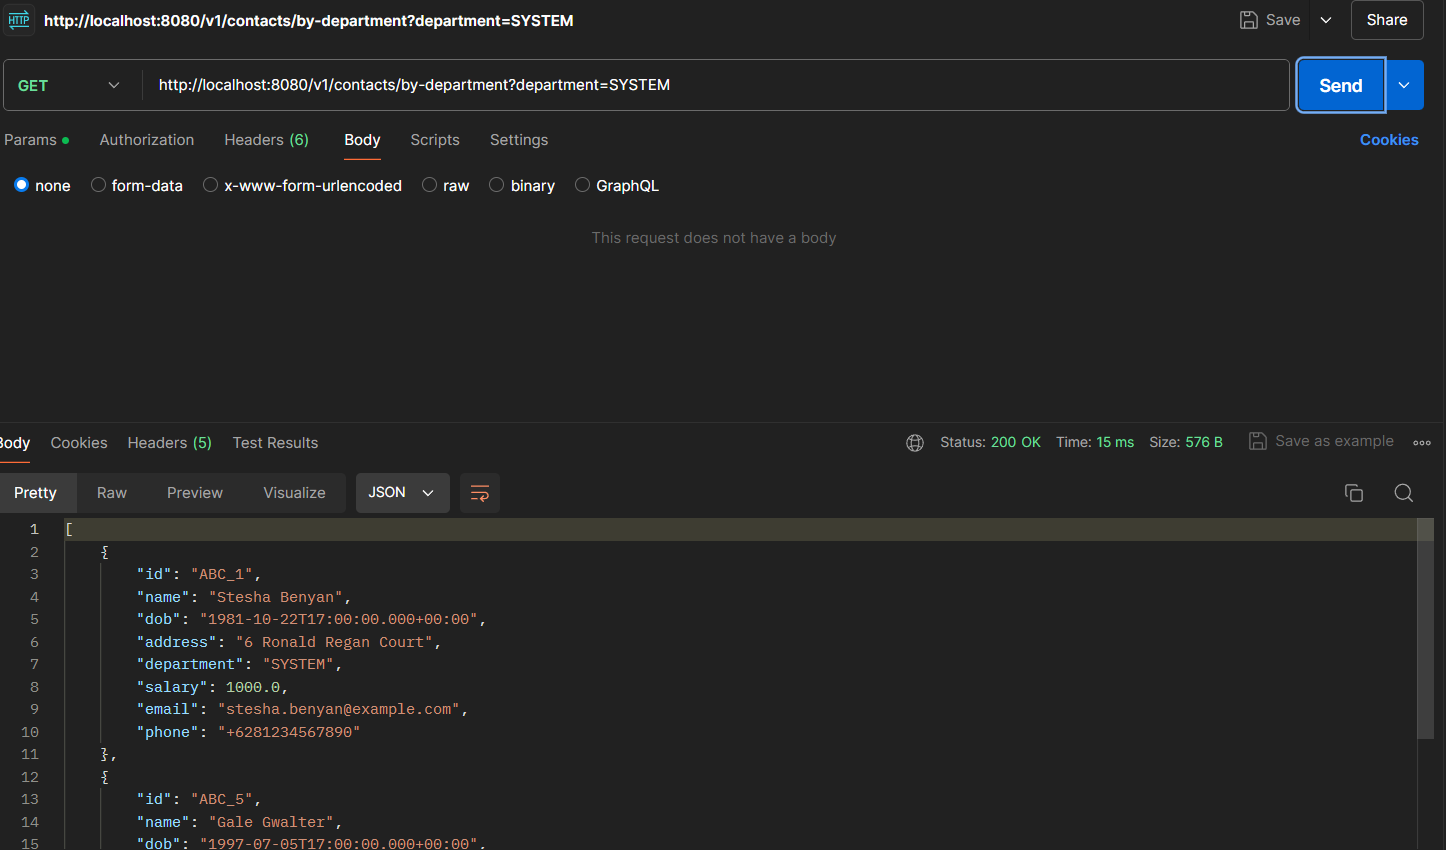 HTTP http://localhost:8080/v1/contacts/by-department?department=SYSTEM Save Share
GET http://localhost:8080/v1/contacts/by-department?department=SYSTEM Send
Params Authorization Headers (6) Body Scripts Settings Cookies
none form-data x-www-form-urlencoded raw binary GraphQL
This request does not have a body
Body Cookies Headers (5) Test Results Status: 200 OK Time: 15 ms Size: 576 B Save as example
Pretty Raw Preview Visualize JSON
1 [
2 {
3 "id": "ABC_1",
4 "name": "Stesha Benyan",
5 "dob": "1981-10-22T17:00:00.000+00:00",
6 "address": "6 Ronald Regan Court",
7 "department": "SYSTEM",
8 "salary": 1000.0,
9 "email": "stesha.benyan@example.com",
10 "phone": "+6281234567890"
11 },
12 {
13 "id": "ABC_5",
14 "name": "Gale Gwalter",
15 "dob": "1997-07-05T17:00:00.000+00:00",